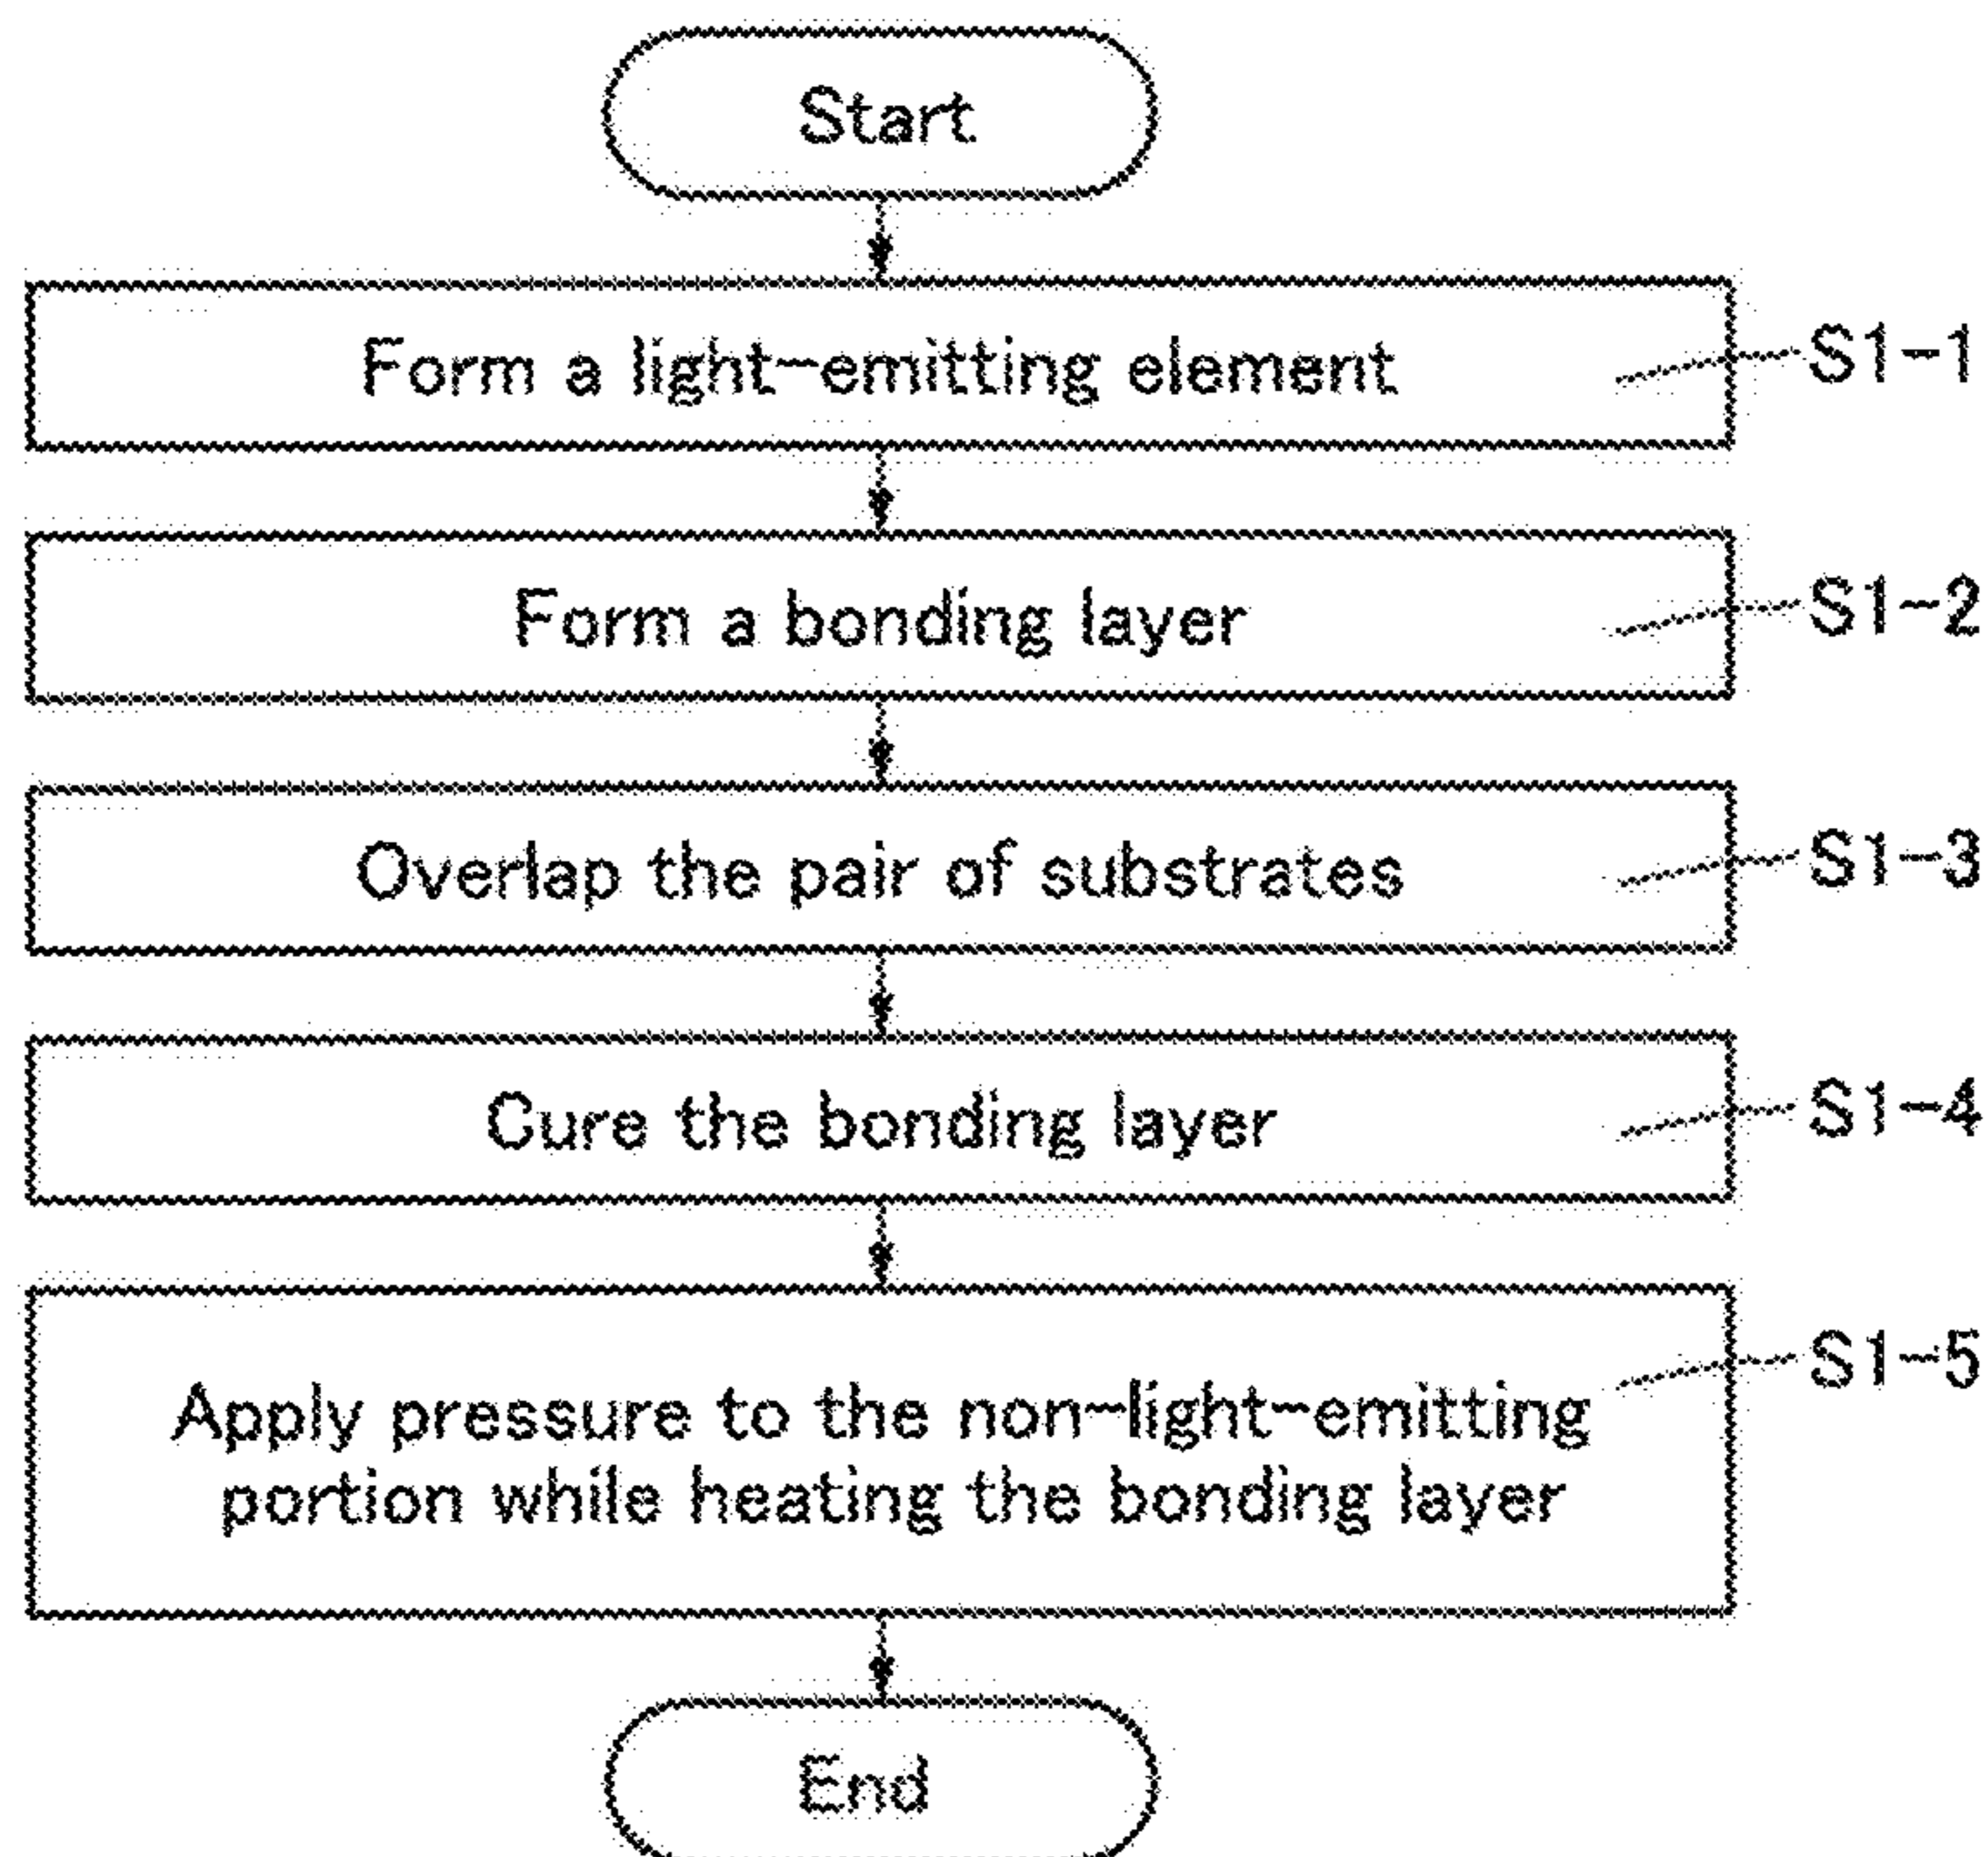 Start
Form a light-emitting element
S1-1
Form a bonding layer
S1-2
Overlap the pair of substrates
S1-3
Cure the bonding layer
S1-4
Apply pressure to the non-light-emitting
portion while heating the bonding layer
S1-5
End